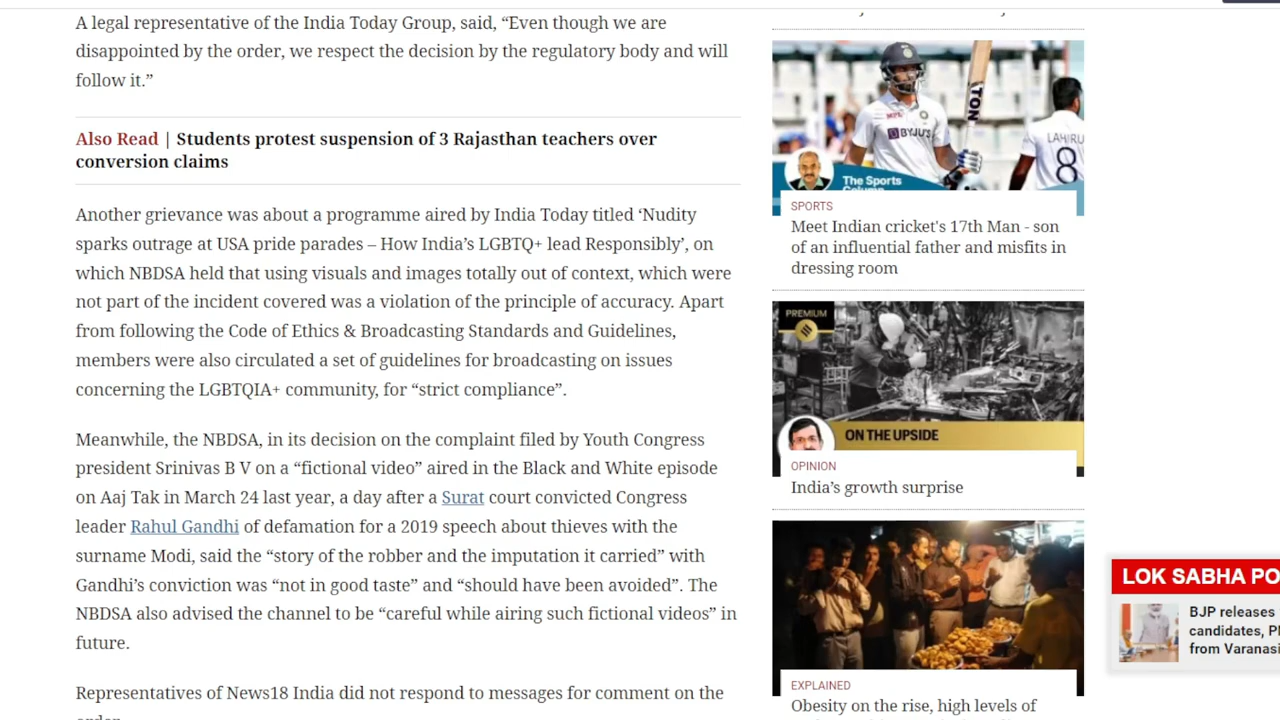 A legal representative of the India Today Group, said, “Even though we are
disappointed by the order, we respect the decision by the regulatory body and will
follow it.”
Also Read | Students protest suspension of 3 Rajasthan teachers over
conversion claims
Another grievance was about a programme aired by India Today titled ‘Nudity
sparks outrage at USA pride parades – How India’s LGBTQ+ lead Responsibly’, on
which NBDSA held that using visuals and images totally out of context, which were
not part of the incident covered was a violation of the principle of accuracy. Apart
from following the Code of Ethics & Broadcasting Standards and Guidelines,
members were also circulated a set of guidelines for broadcasting on issues
concerning the LGBTQIA+ community, for “strict compliance”.
Meanwhile, the NBDSA, in its decision on the complaint filed by Youth Congress
president Srinivas B V on a “fictional video” aired in the Black and White episode
on Aaj Tak in March 24 last year, a day after a Surat court convicted Congress
leader Rahul Gandhi of defamation for a 2019 speech about thieves with the
surname Modi, said the “story of the robber and the imputation it carried” with
Gandhi’s conviction was “not in good taste” and “should have been avoided”. The
NBDSA also advised the channel to be “careful while airing such fictional videos” in
future.
Representatives of News18 India did not respond to messages for comment on the
TON
MPL
BYJU'S
LAHIRU
8
The Sports
Column
SPORTS
Meet Indian cricket's 17th Man - son
of an influential father and misfits in
dressing room
PREMIUM
ON THE UPSIDE
OPINION
India’s growth surprise
EXPLAINED
Obesity on the rise, high levels of
LOK SABHA PO
BJP releases
candidates, P
from Varanasi